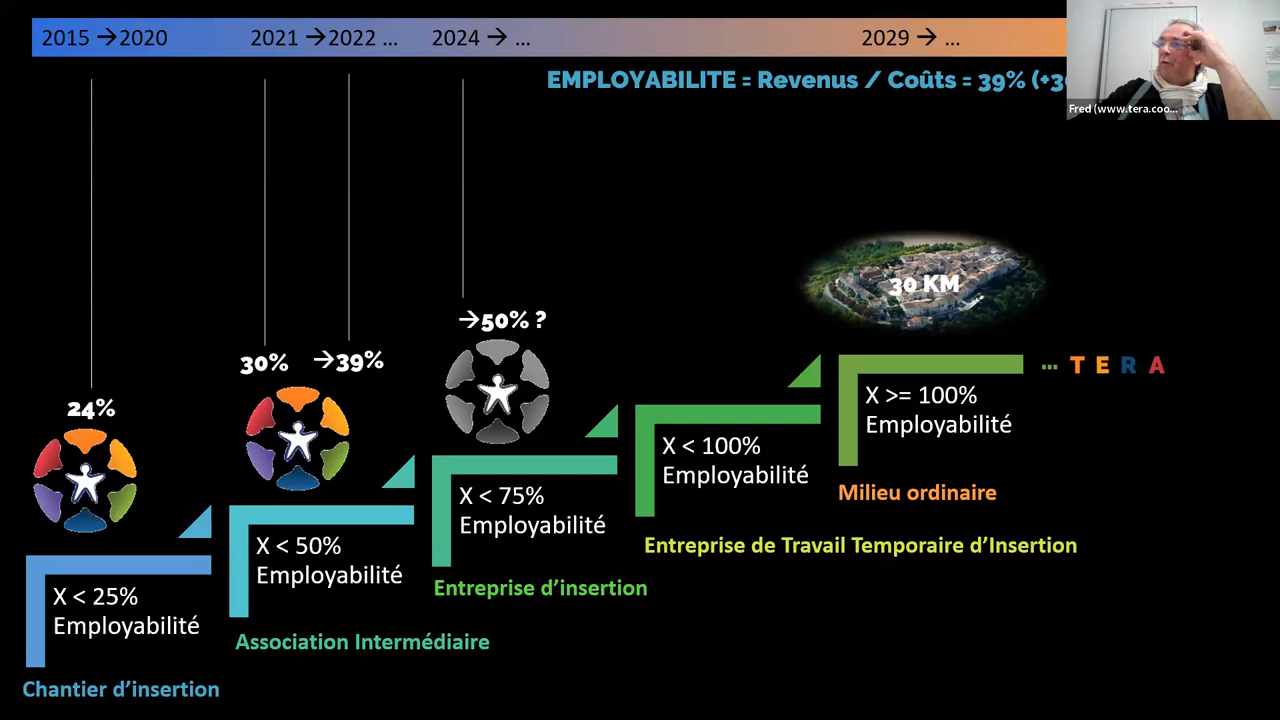 2015 →2020
2021 →2022 ...
2024 → ...
2029 → ...
EMPLOYABILITE = Revenus / Coûts = 39% (+3
Fred (www.tera.coo...
30 KM
→50% ?
30%
→39%
24%
... T E R A
X >= 100%
Employabilité
Milieu ordinaire
X < 100%
Employabilité
Entreprise de Travail Temporaire d’Insertion
X < 75%
Employabilité
Entreprise d’insertion
X < 50%
Employabilité
Association Intermédiaire
X < 25%
Employabilité
Chantier d’insertion